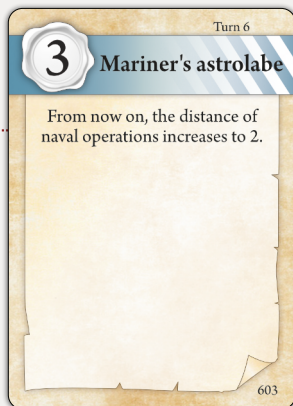 Turn 6
3
Mariner's astrolabe
From now on, the distance of
naval operations increases to 2.
603